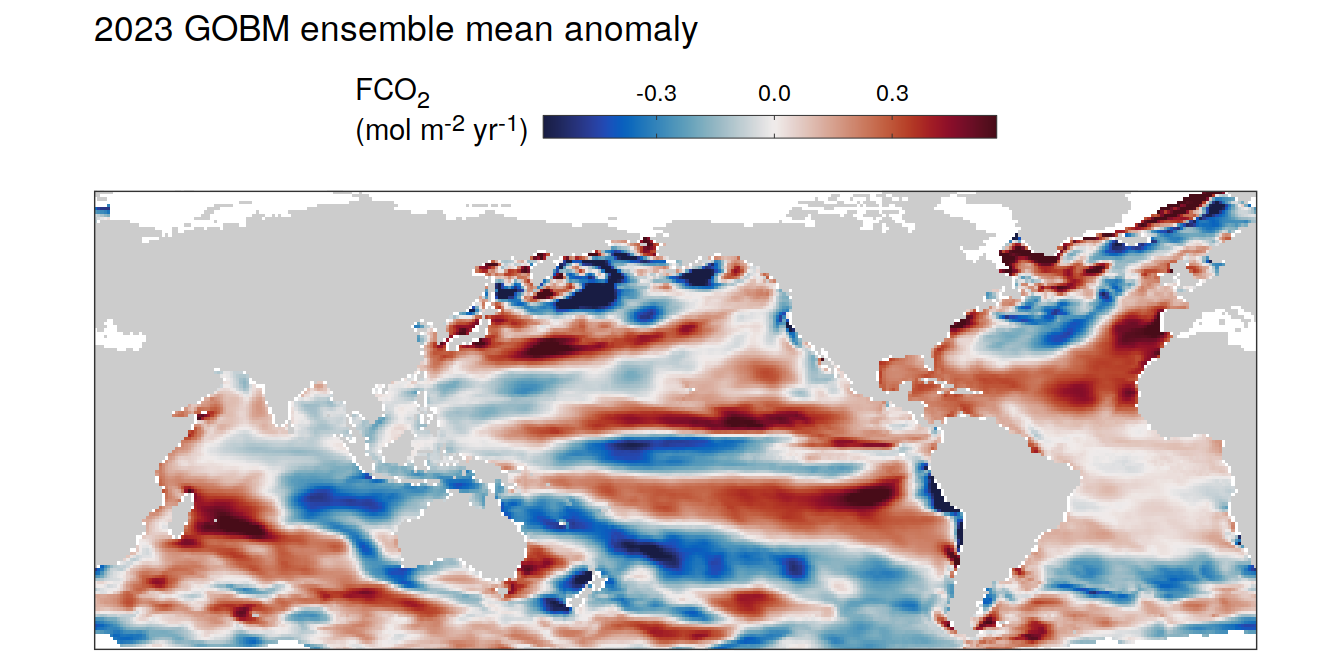 2023 GOBM ensemble mean anomaly
FCO₂
(mol m⁻² yr⁻¹)
-0.3 0.0 0.3